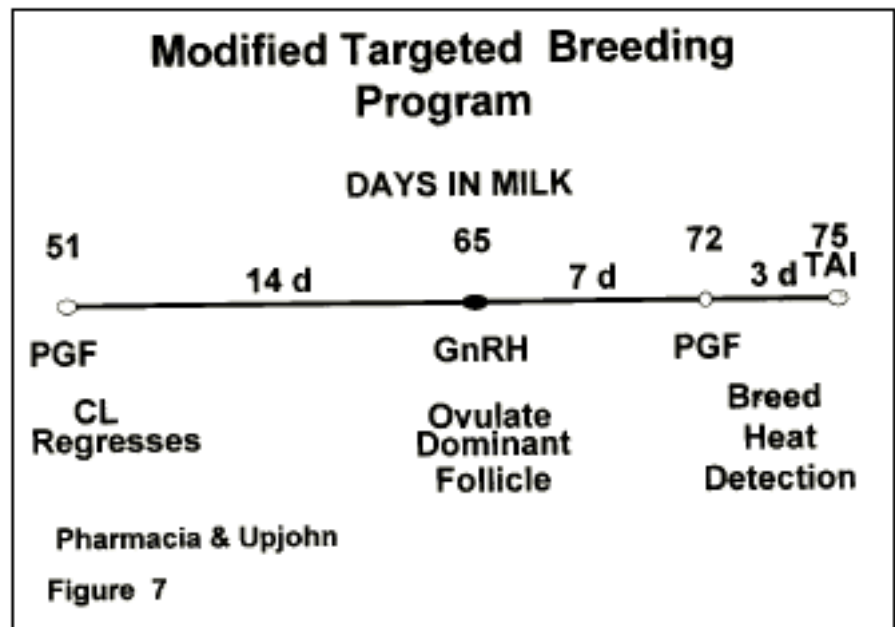 Modified Targeted Breeding
Program
DAYS IN MILK
51 65 72 75
14 d 7 d 3 d TAI
PGF GnRH PGF
CL
Regresses
Ovulate
Dominant
Follicle
Breed
Heat
Detection
Pharmacia & Upjohn
Figure 7